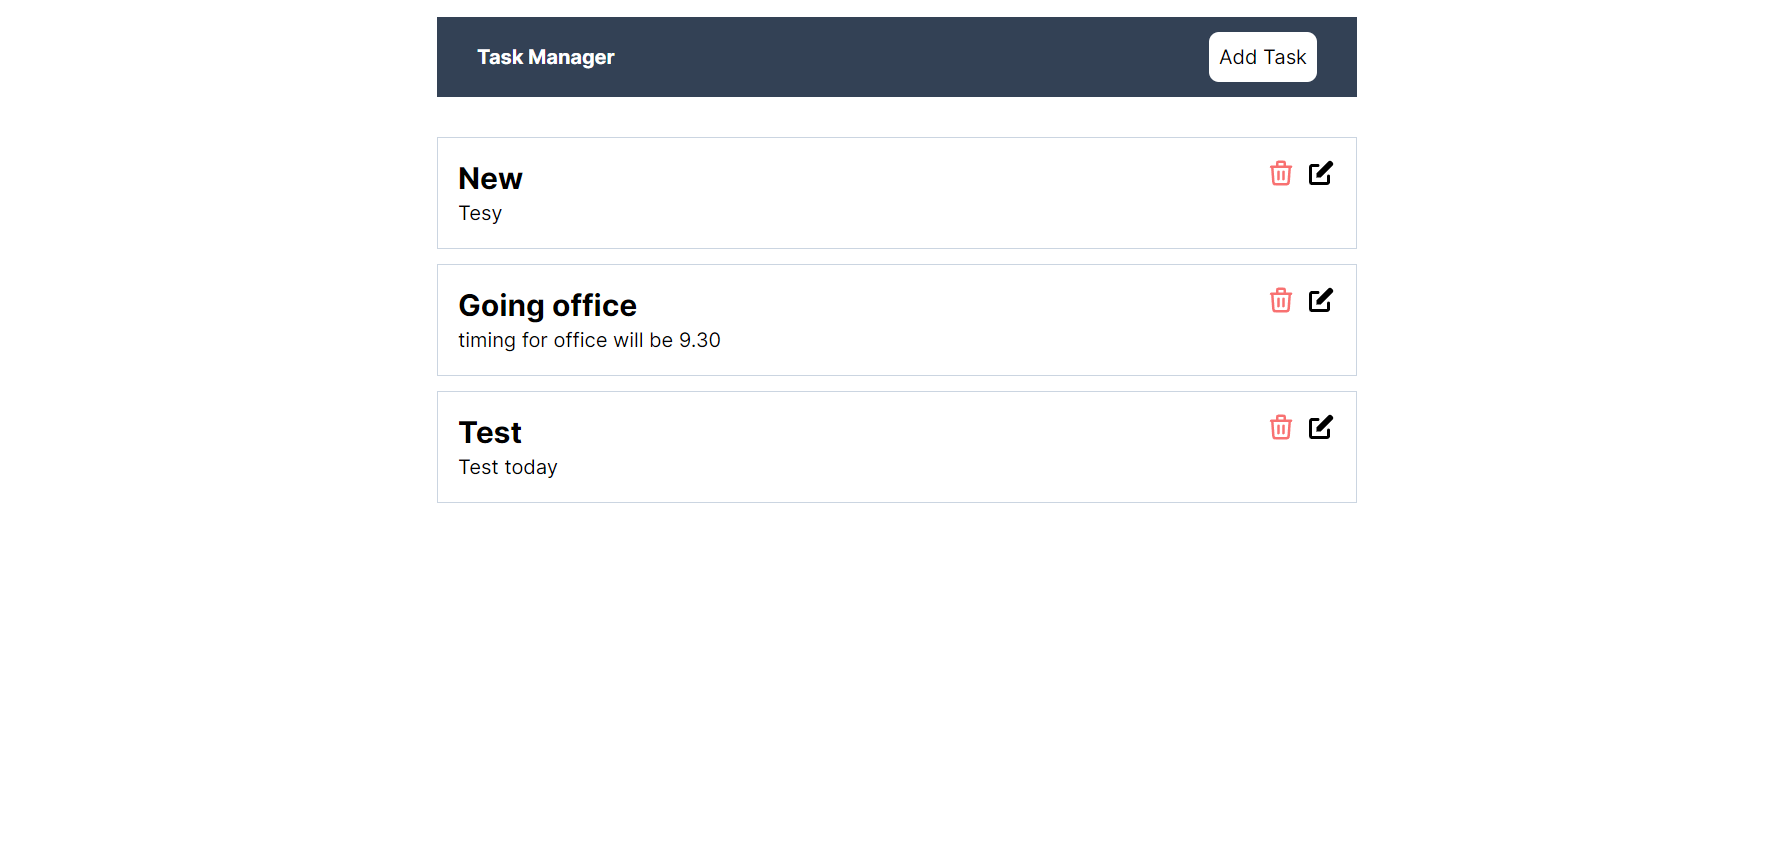 Task Manager
Add Task
New
Tesy
Going office
timing for office will be 9.30
Test
Test today